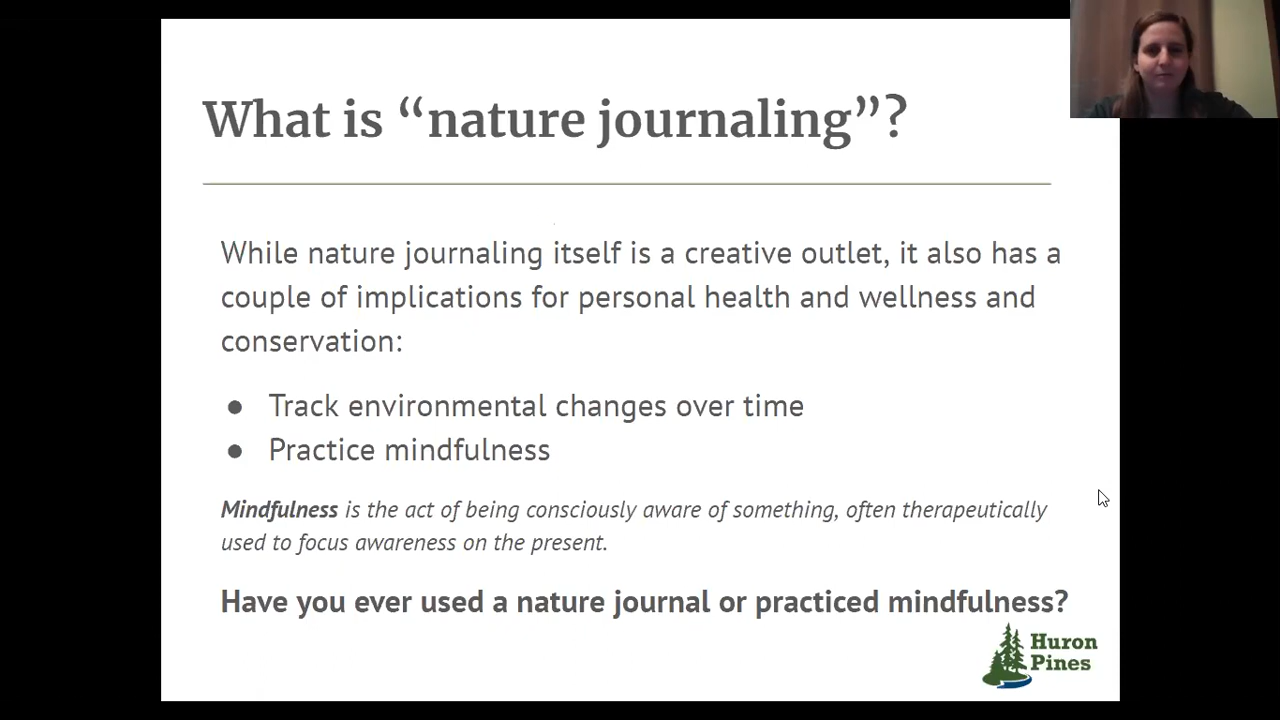 What is “nature journaling”?
While nature journaling itself is a creative outlet, it also has a
couple of implications for personal health and wellness and
conservation:
● Track environmental changes over time
● Practice mindfulness
Mindfulness is the act of being consciously aware of something, often therapeutically
used to focus awareness on the present.
Have you ever used a nature journal or practiced mindfulness?
Huron
Pines